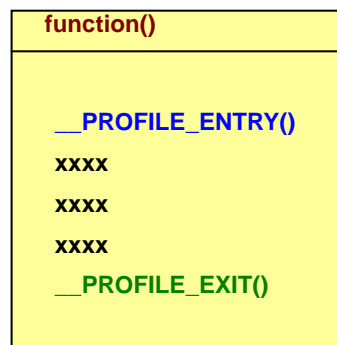 function()
__PROFILE_ENTRY()
xxxx
xxxx
xxxx
__PROFILE_EXIT()